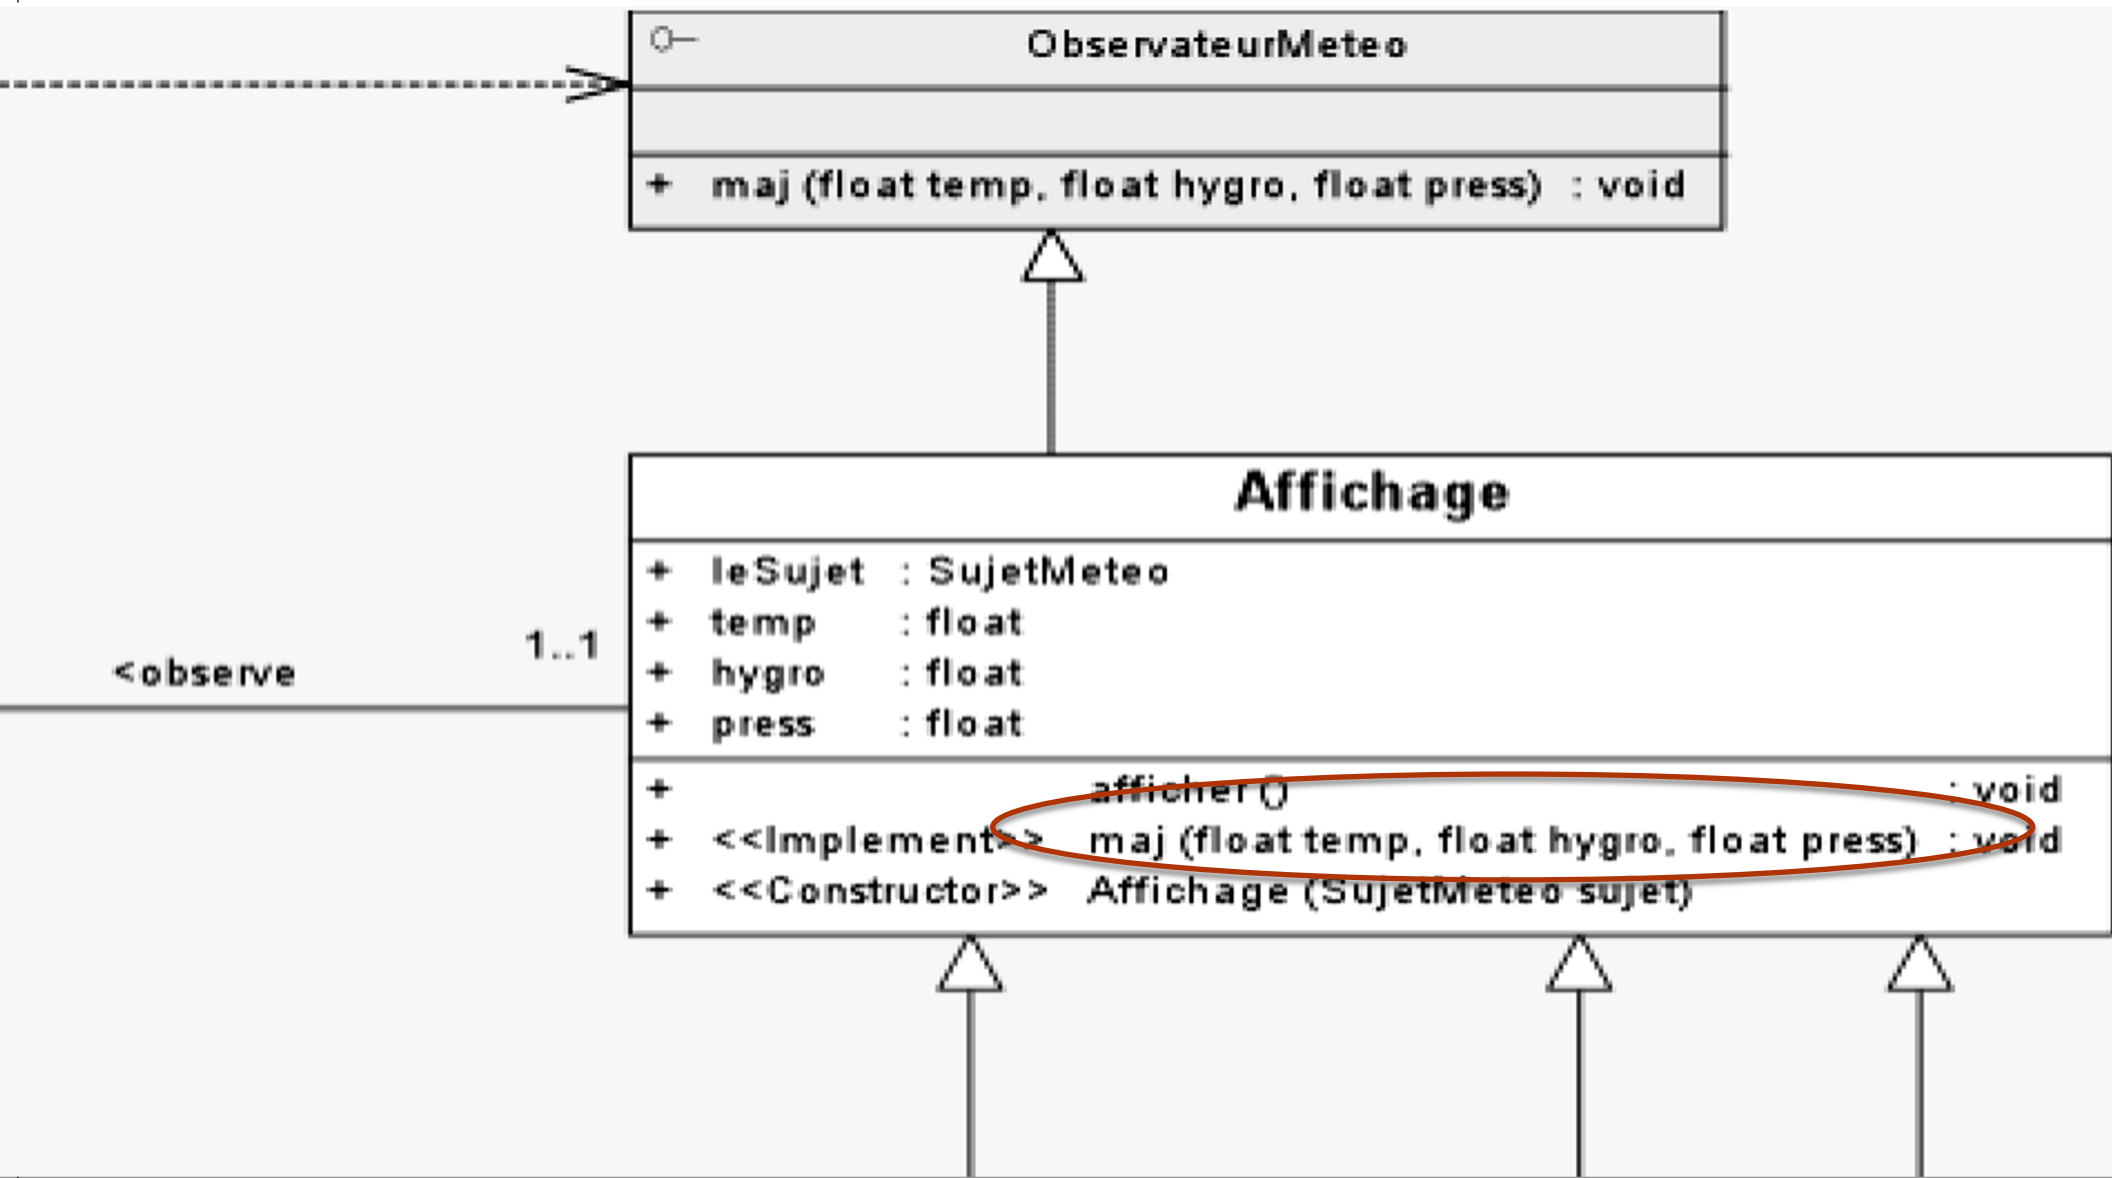 ObservateurMeteo
+ maj (float temp, float hygro, float press) : void
Affichage
+ leSujet : SujetMeteo
+ temp : float
+ hygro : float
+ press : float
<observe
1..1
+ afficher () : void
+ <<Implement>> maj (float temp, float hygro, float press) : void
+ <<Constructor>> Affichage (SujetMeteo sujet)